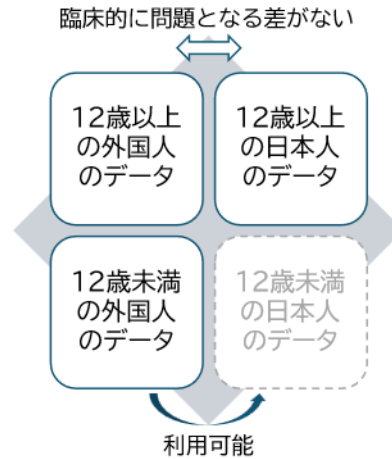 臨床的に問題となる差がない
12歳以上
の外国人
のデータ
12歳以上
の日本人
のデータ
12歳未満
の外国人
のデータ
12歳未満
の日本人
のデータ
利用可能